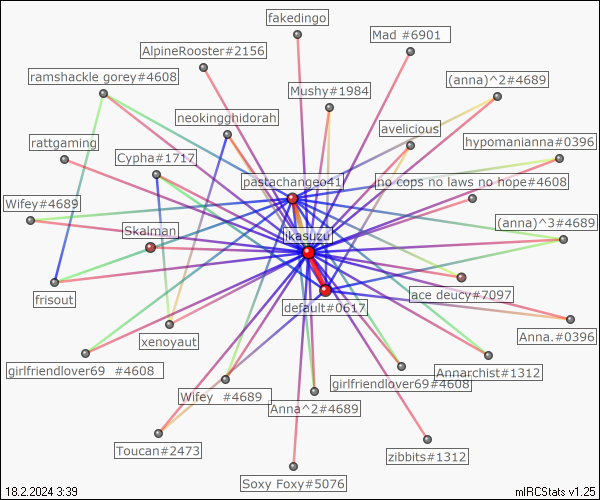 fakedingo
Mad #6901
AlpineRooster#2156
ramshackle gorey#4608
(anna)^2#4689
Mushy#1984
neokingghidorah
avelicious
rattgaming
hypomanianna#0396
Cypha#1717
pastachangeo41
no cops no laws no hope#4608
Wifey#4689
(anna)^3#4689
Skalman
ikasuzu
frisout
ace deucy#7097
default#0617
Anna.#0396
xenoyaut
girlfriendlover69 #4608
Annarchist#1312
girlfriendlover69#4608
Wifey #4689
Anna^2#4689
Toucan#2473
zibbits#1312
Soxy Foxy#5076
18.2.2024 3:39
mIRCStats v1.25